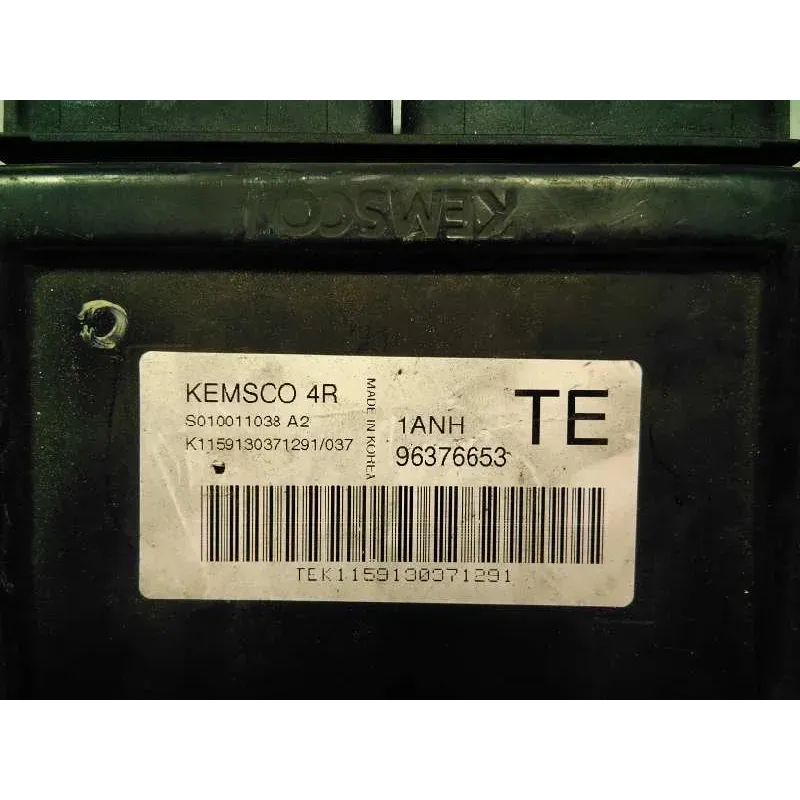 KEMSCO
KEMSCO 4R
S010011038 A2
K1159130371291/037
MADE IN KOREA
1ANH
96376653
TE
TEK1159130371291